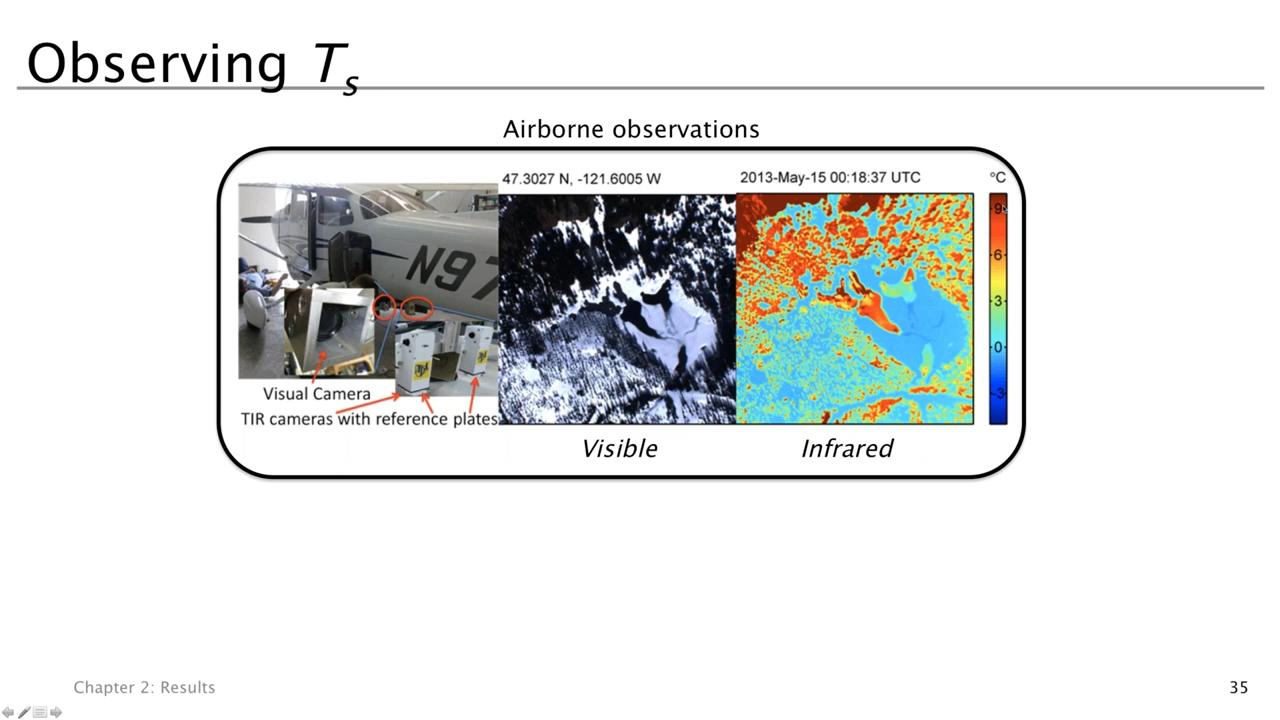 Observing Ts
Airborne observations
47.3027 N, -121.6005 W
2013-May-15 00:18:37 UTC
°C
N97
9
6
3
0
-3
Visual Camera
TIR cameras with reference plates
Visible
Infrared
Chapter 2: Results
35